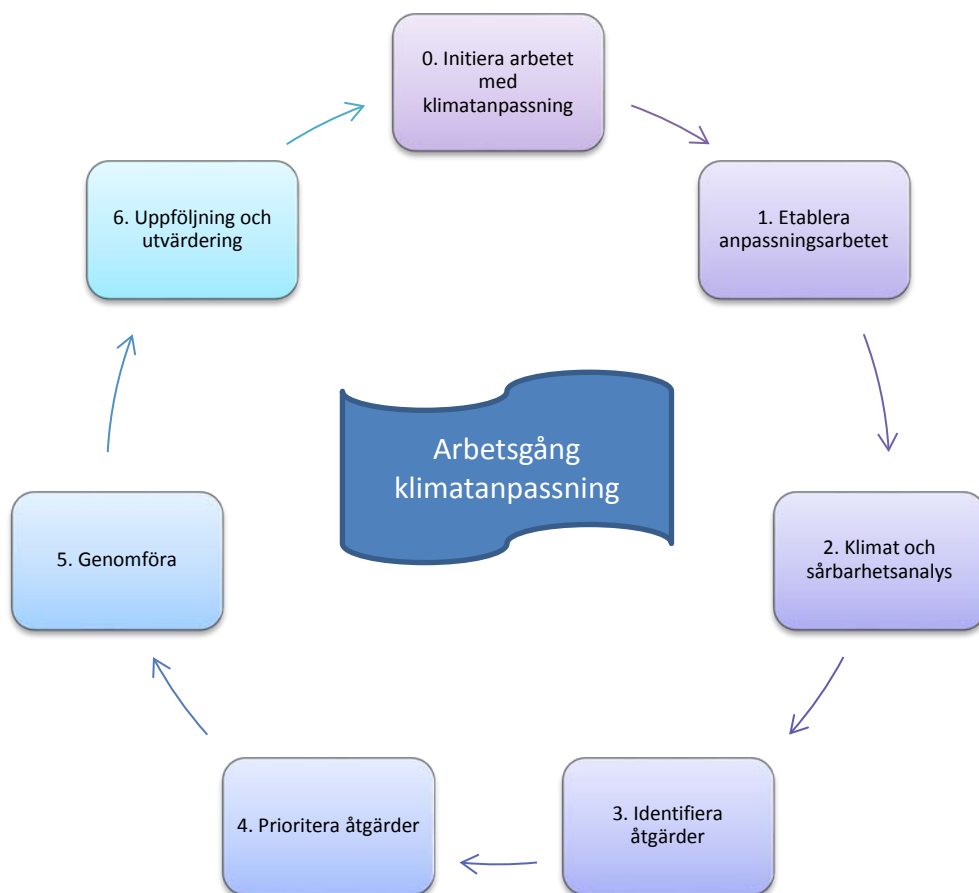 0. Initiera arbetet
med
klimatanpassning
1. Etablera
anpassningsarbetet
2. Klimat och
sårbarhetsanalys
3. Identifiera
åtgärder
4. Prioritera åtgärder
5. Genomföra
6. Uppföljning och
utvärdering
Arbetsgång
klimatanpassning